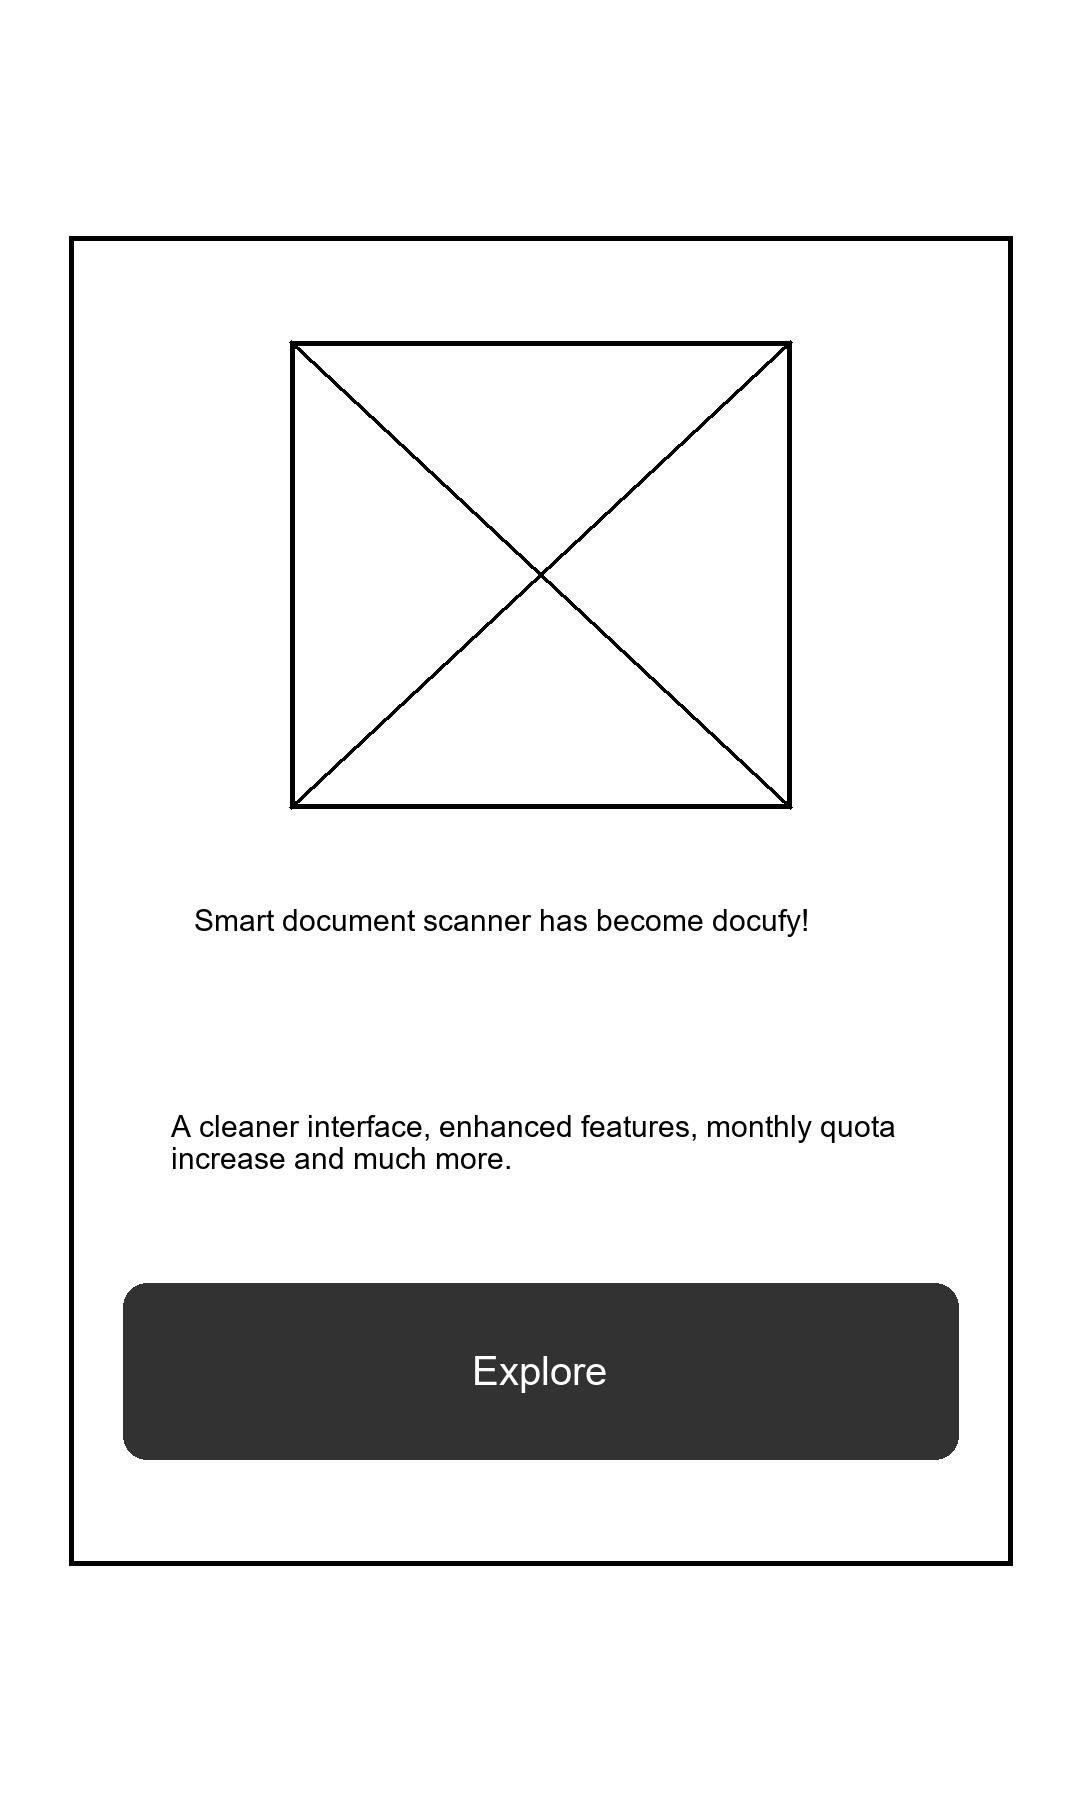 Smart document scanner has become docufy!
A cleaner interface, enhanced features, monthly quota
increase and much more.
Explore